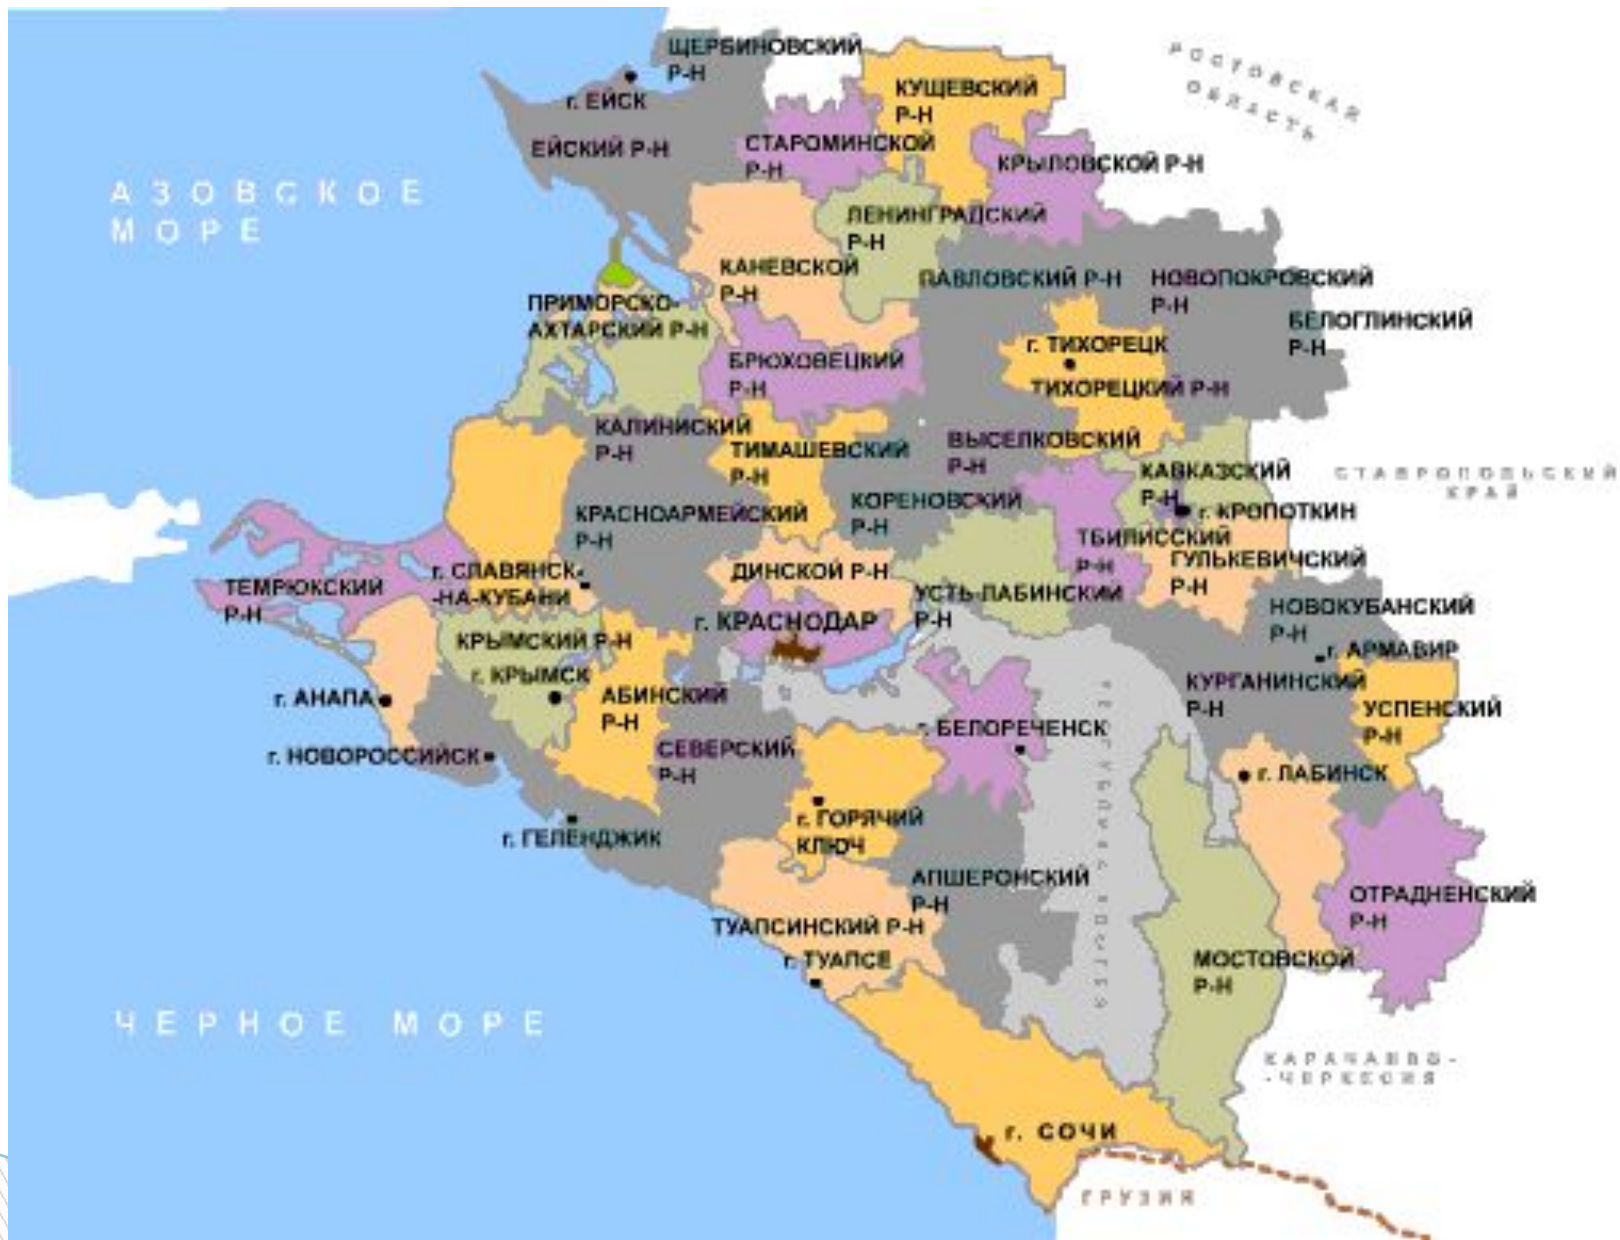 ЩЕРБИНОВСКИЙ
Р-Н
г. ЕЙСК
ЕЙСКИЙ Р-Н
КУЩЕВСКИЙ
Р-Н
СТАРОМИНСКОЙ
Р-Н
КРЫЛОВСКОЙ Р-Н
РОСТОВСКАЯ
ОБЛАСТЬ
АЗОВСКОЕ
МОРЕ
ЛЕНИНГРАДСКИЙ
Р-Н
КАНЕВСКОЙ
Р-Н
ПАВЛОВСКИЙ Р-Н
НОВОПОКРОВСКИЙ
Р-Н
БЕЛОГЛИНСКИЙ
Р-Н
ПРИМОРСКО-
АХТАРСКИЙ Р-Н
БРЮХОВЕЦКИЙ
Р-Н
г. ТИХОРЕЦК
ТИХОРЕЦКИЙ Р-Н
КАЛИНИСКИЙ
Р-Н
ТИМАШЕВСКИЙ
Р-Н
ВЫСЕЛКОВСКИЙ
Р-Н
КАВКАЗСКИЙ
Р-Н
г. КРОПОТКИН
СТАВРОПОЛЬСКИЙ
КРАЙ
КРАСНОАРМЕЙСКИЙ
Р-Н
КОРЕНОВСКИЙ
Р-Н
ТБИЛИССКИЙ
Р-Н
ГУЛЬКЕВИЧСКИЙ
Р-Н
ТЕМРЮКСКИЙ
Р-Н
г. СЛАВЯНСК-
-НА-КУБАНИ
ДИНСКОЙ Р-Н
УСТЬ-ЛАБИНСКИЙ
Р-Н
НОВОКУБАНСКИЙ
Р-Н
г. АРМАВИР
г. КРАСНОДАР
КРЫМСКИЙ Р-Н
г. КРЫМСК
АБИНСКИЙ
Р-Н
г. АНАПА
КУРГАНИНСКИЙ
Р-Н
УСПЕНСКИЙ
Р-Н
г. НОВОРОССИЙСК
СЕВЕРСКИЙ
Р-Н
г. БЕЛОРЕЧЕНСК
РЕСПУБЛИКА АДЫГЕЯ
г. ЛАБИНСК
г. ГЕЛЕНДЖИК
г. ГОРЯЧИЙ
КЛЮЧ
АПШЕРОНСКИЙ
Р-Н
ОТРАДНЕНСКИЙ
Р-Н
ТУАПСИНСКИЙ Р-Н
г. ТУАПСЕ
МОСТОВСКОЙ
Р-Н
ЧЕРНОЕ МОРЕ
КАРАЧАЕВО-
-ЧЕРКЕСИЯ
г. СОЧИ
ГРУЗИЯ